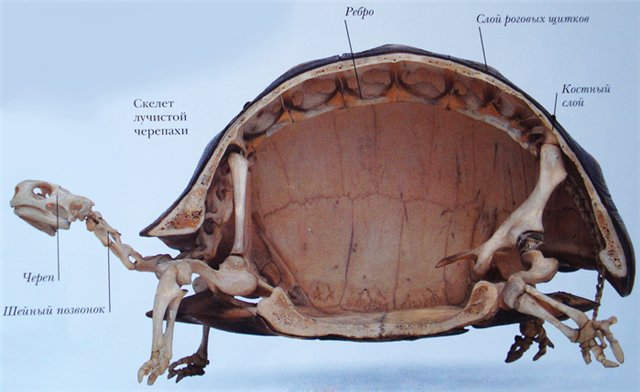 Ребро
Слой роговых щитков
Костный
слой
Скелет
лучистой
черепахи
Череп
Шейный позвонок